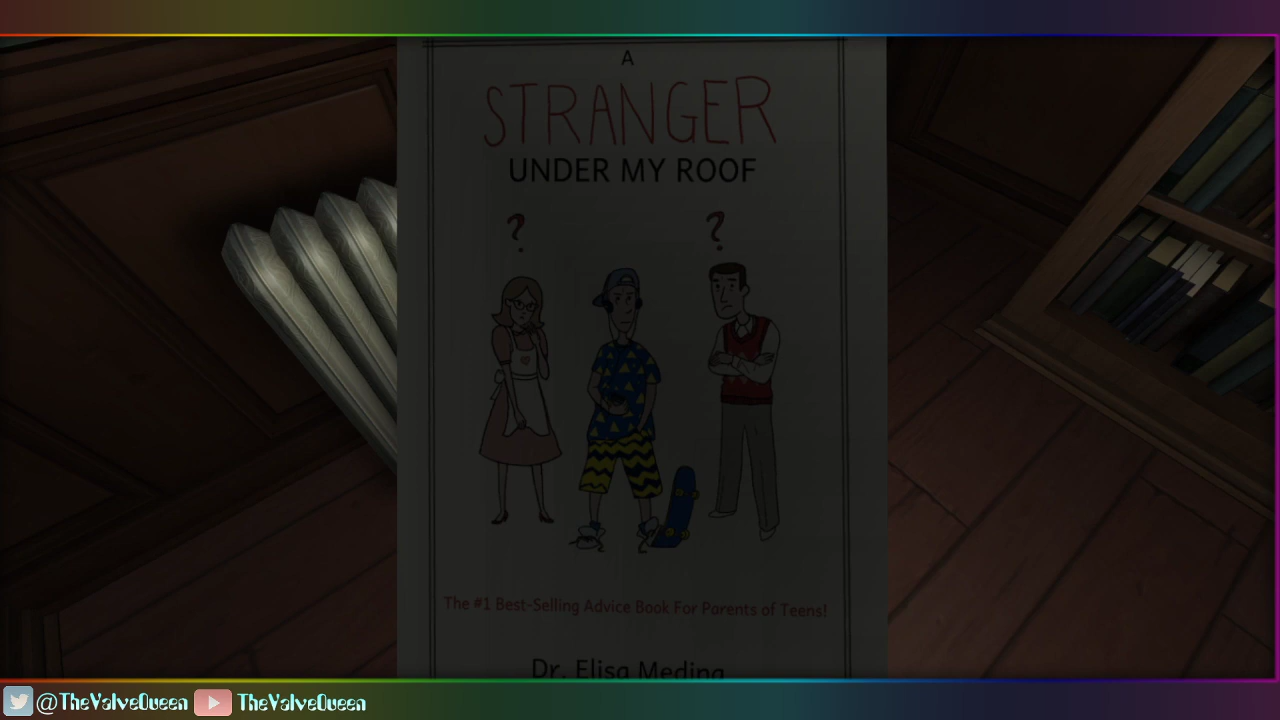 A
STRANGER
UNDER MY ROOF
? ?
The #1 Best-Selling Advice Book For Parents of Teens!
Dr. Elisa Medina
@TheValveQueen TheValveQueen